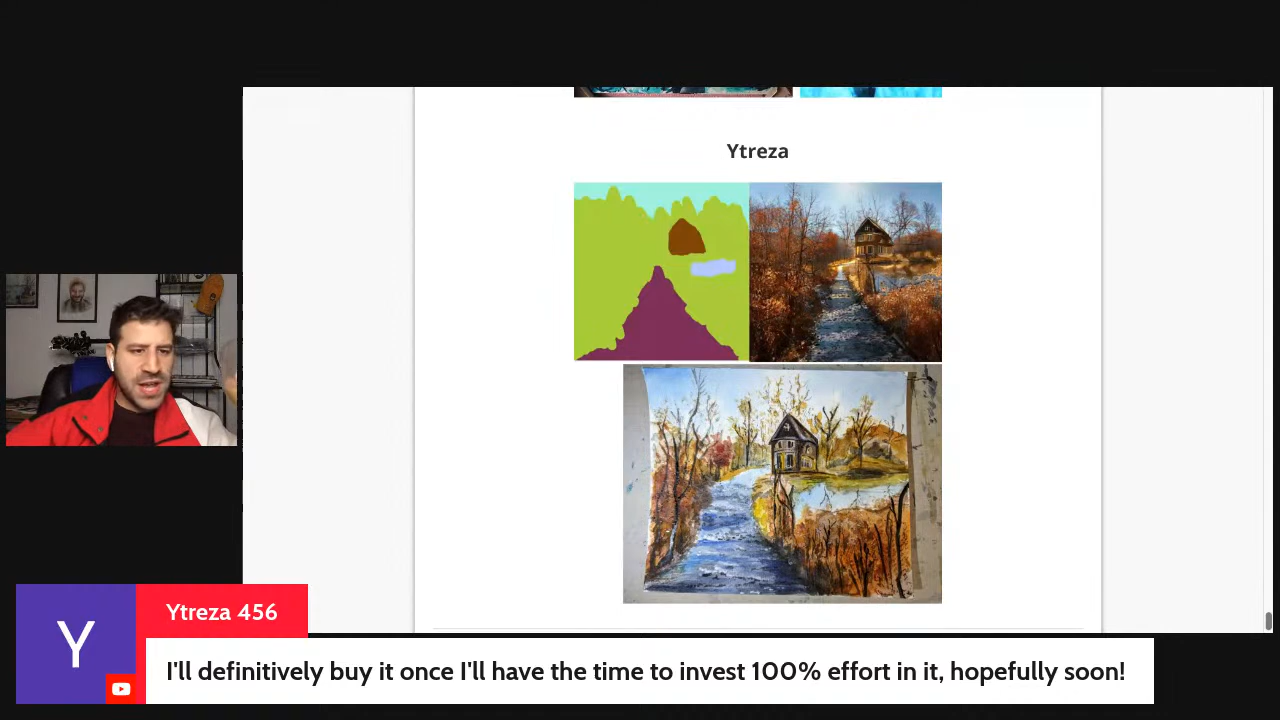 Ytreza
Y
Ytreza 456
I'll definitively buy it once I'll have the time to invest 100% effort in it, hopefully soon!